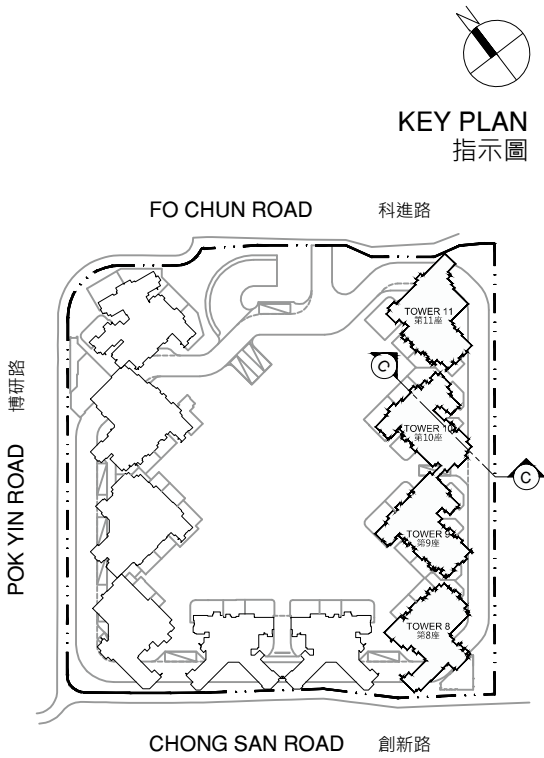 KEY PLAN
指示圖
FO CHUN ROAD 科進路
TOWER 11
第11座
C
POK YIN ROAD 博研路
TOWER 10
第10座
C
TOWER 9
第9座
TOWER 8
第8座
CHONG SAN ROAD 創新路